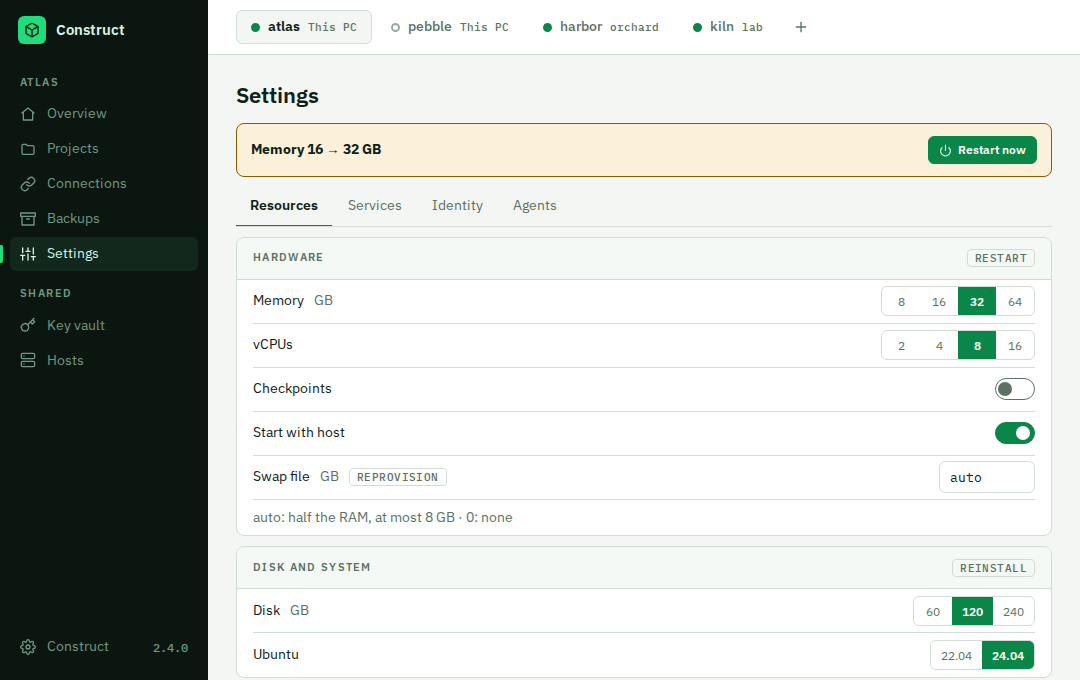 Construct
atlas This PC
pebble This PC
harbor orchard
kiln lab
ATLAS
Overview
Projects
Connections
Backups
Settings
SHARED
Key vault
Hosts
Construct 2.4.0
Settings
Memory 16 → 32 GB
Restart now
Resources Services Identity Agents
HARDWARE RESTART
Memory GB 8 16 32 64
vCPUs 2 4 8 16
Checkpoints
Start with host
Swap file GB REPROVISION auto
auto: half the RAM, at most 8 GB · 0: none
DISK AND SYSTEM REINSTALL
Disk GB 60 120 240
Ubuntu 22.04 24.04